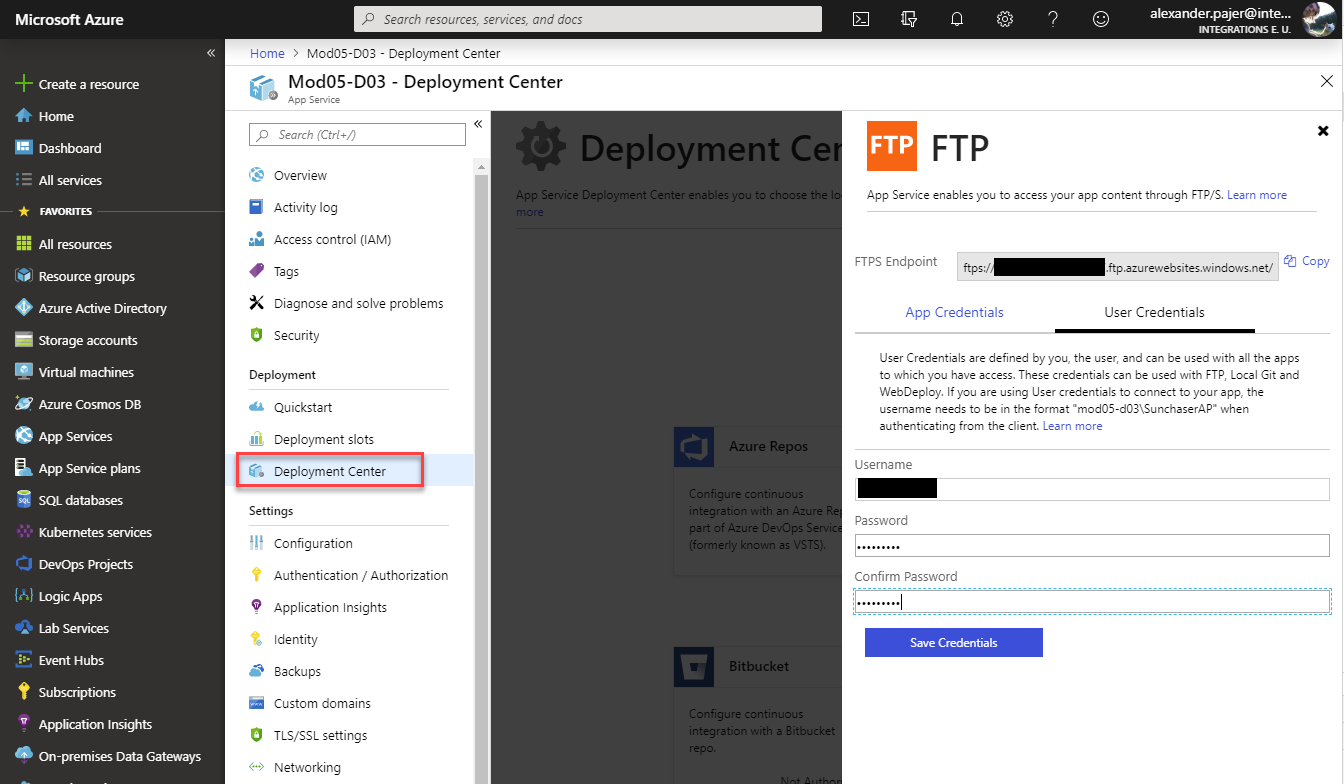 Microsoft Azure
Search resources, services, and docs
alexander.pajer@inte...
INTEGRATIONS E. U.
Create a resource
Home
Dashboard
All services
FAVORITES
All resources
Resource groups
Azure Active Directory
Storage accounts
Virtual machines
Azure Cosmos DB
App Services
App Service plans
SQL databases
Kubernetes services
DevOps Projects
Logic Apps
Lab Services
Event Hubs
Subscriptions
Application Insights
On-premises Data Gateways
Home > Mod05-D03 - Deployment Center
Mod05-D03 - Deployment Center
App Service
Search (Ctrl+/)
Overview
Activity log
Access control (IAM)
Tags
Diagnose and solve problems
Security
Deployment
Quickstart
Deployment slots
Deployment Center
Settings
Configuration
Authentication / Authorization
Application Insights
Identity
Backups
Custom domains
TLS/SSL settings
Networking
Deployment Cer
App Service Deployment Center enables you to choose the lo
more
Azure Repos
Configure continuous
integration with an Azure Rep
part of Azure DevOps Service
(formerly known as VSTS).
Bitbucket
Configure continuous
integration with a Bitbucket
repo.
Not Author
FTP
FTP
App Service enables you to access your app content through FTP/S. Learn more
FTPS Endpoint
ftps:// .ftp.azurewebsites.windows.net/
Copy
App Credentials
User Credentials
User Credentials are defined by you, the user, and can be used with all the apps
to which you have access. These credentials can be used with FTP, Local Git and
WebDeploy. If you are using User credentials to connect to your app, the
username needs to be in the format "mod05-d03\SunchaserAP" when
authenticating from the client. Learn more
Username
Password
•••••••••
Confirm Password
•••••••••
Save Credentials